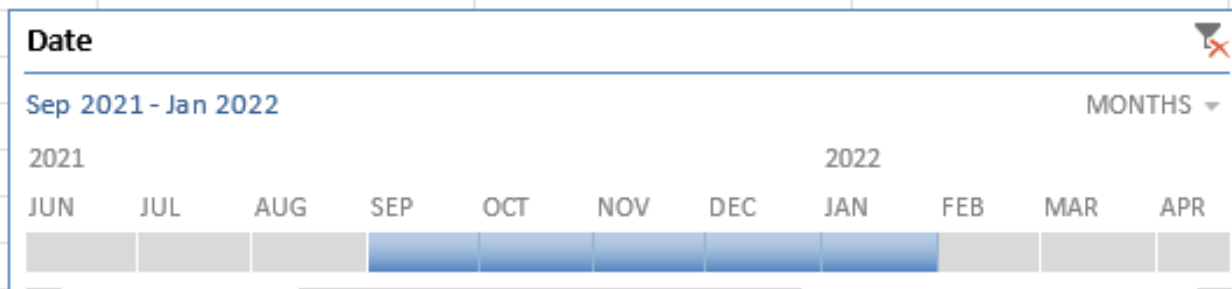 Date
Sep 2021 - Jan 2022 MONTHS
2021 2022
JUN JUL AUG SEP OCT NOV DEC JAN FEB MAR APR